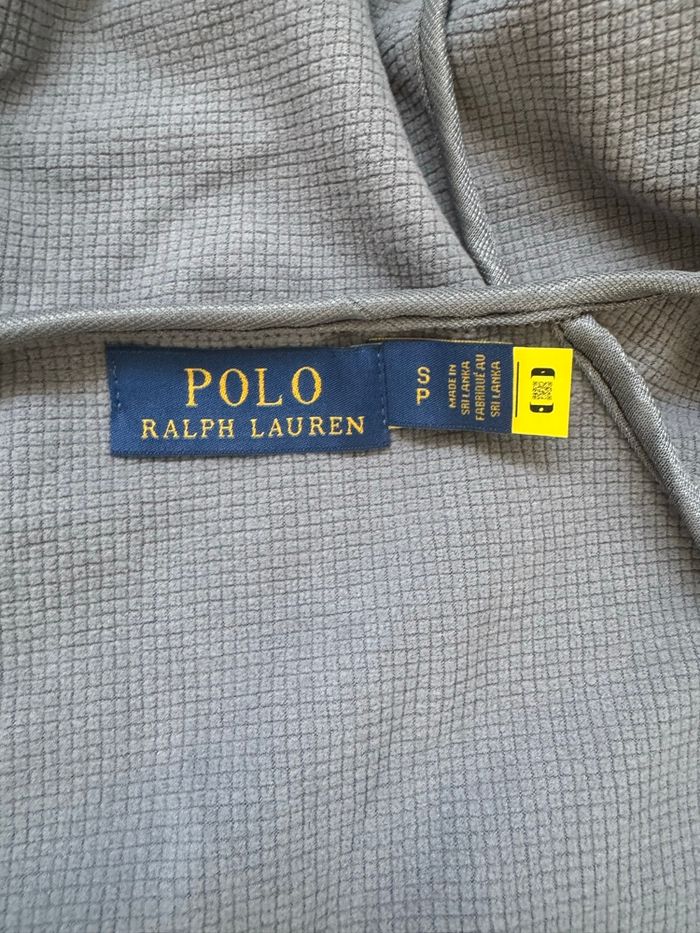 POLO
RALPH LAUREN
S
P
MADE IN
SRI LANKA
FABRIQUÉ AU
SRI LANKA